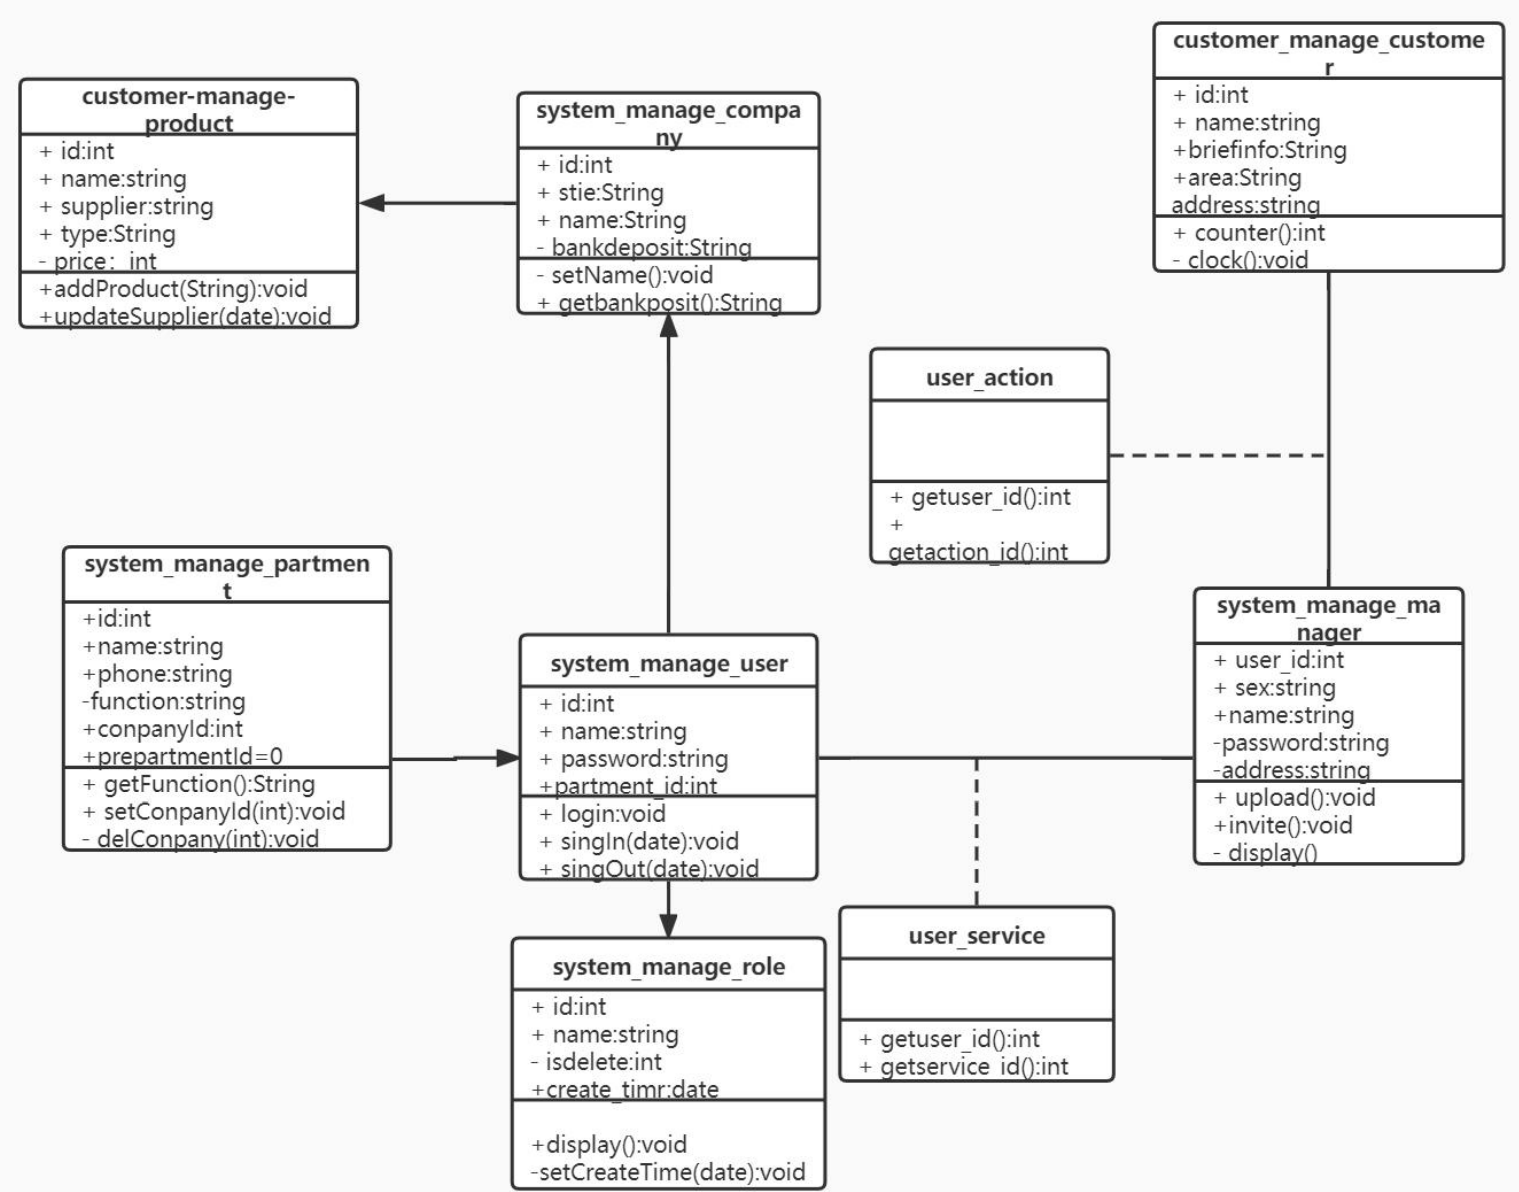 customer-manage-
product
+ id:int
+ name:string
+ supplier:string
+ type:String
- price：int
+addProduct(String):void
+updateSupplier(date):void
system_manage_compa
ny
+ id:int
+ stie:String
+ name:String
- bankdeposit:String
- setName():void
+ getbankposit():String
customer_manage_custome
r
+ id:int
+ name:string
+briefinfo:String
+area:String
address:string
+ counter():int
- clock():void
user_action
+ getuser_id():int
+
getaction_id():int
system_manage_partmen
t
+id:int
+name:string
+phone:string
-function:string
+conpanyId:int
+prepartmentId=0
+ getFunction():String
+ setConpanyId(int):void
- delConpany(int):void
system_manage_user
+ id:int
+ name:string
+ password:string
+partment_id:int
+ login:void
+ singIn(date):void
+ singOut(date):void
system_manage_ma
nager
+ user_id:int
+ sex:string
+name:string
-password:string
-address:string
+ upload():void
+invite():void
- display()
system_manage_role
+ id:int
+ name:string
- isdelete:int
+create_timr:date
+display():void
-setCreateTime(date):void
user_service
+ getuser_id():int
+ getservice_id():int